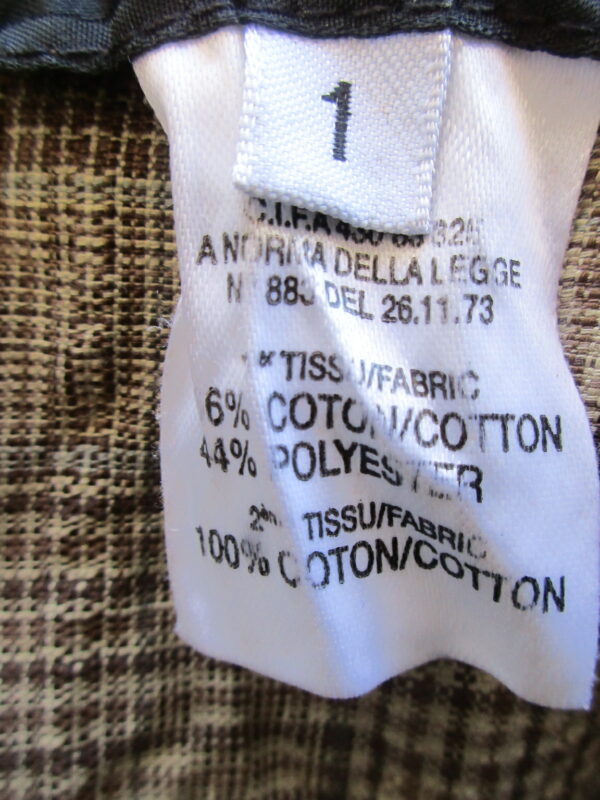 1
A NORMA DELLA LEGGE
N° 883 DEL 26.11.73
TISSU/FABRIC
6% COTON/COTTON
44% POLYESTER
TISSU/FABRIC
100% COTON/COTTON